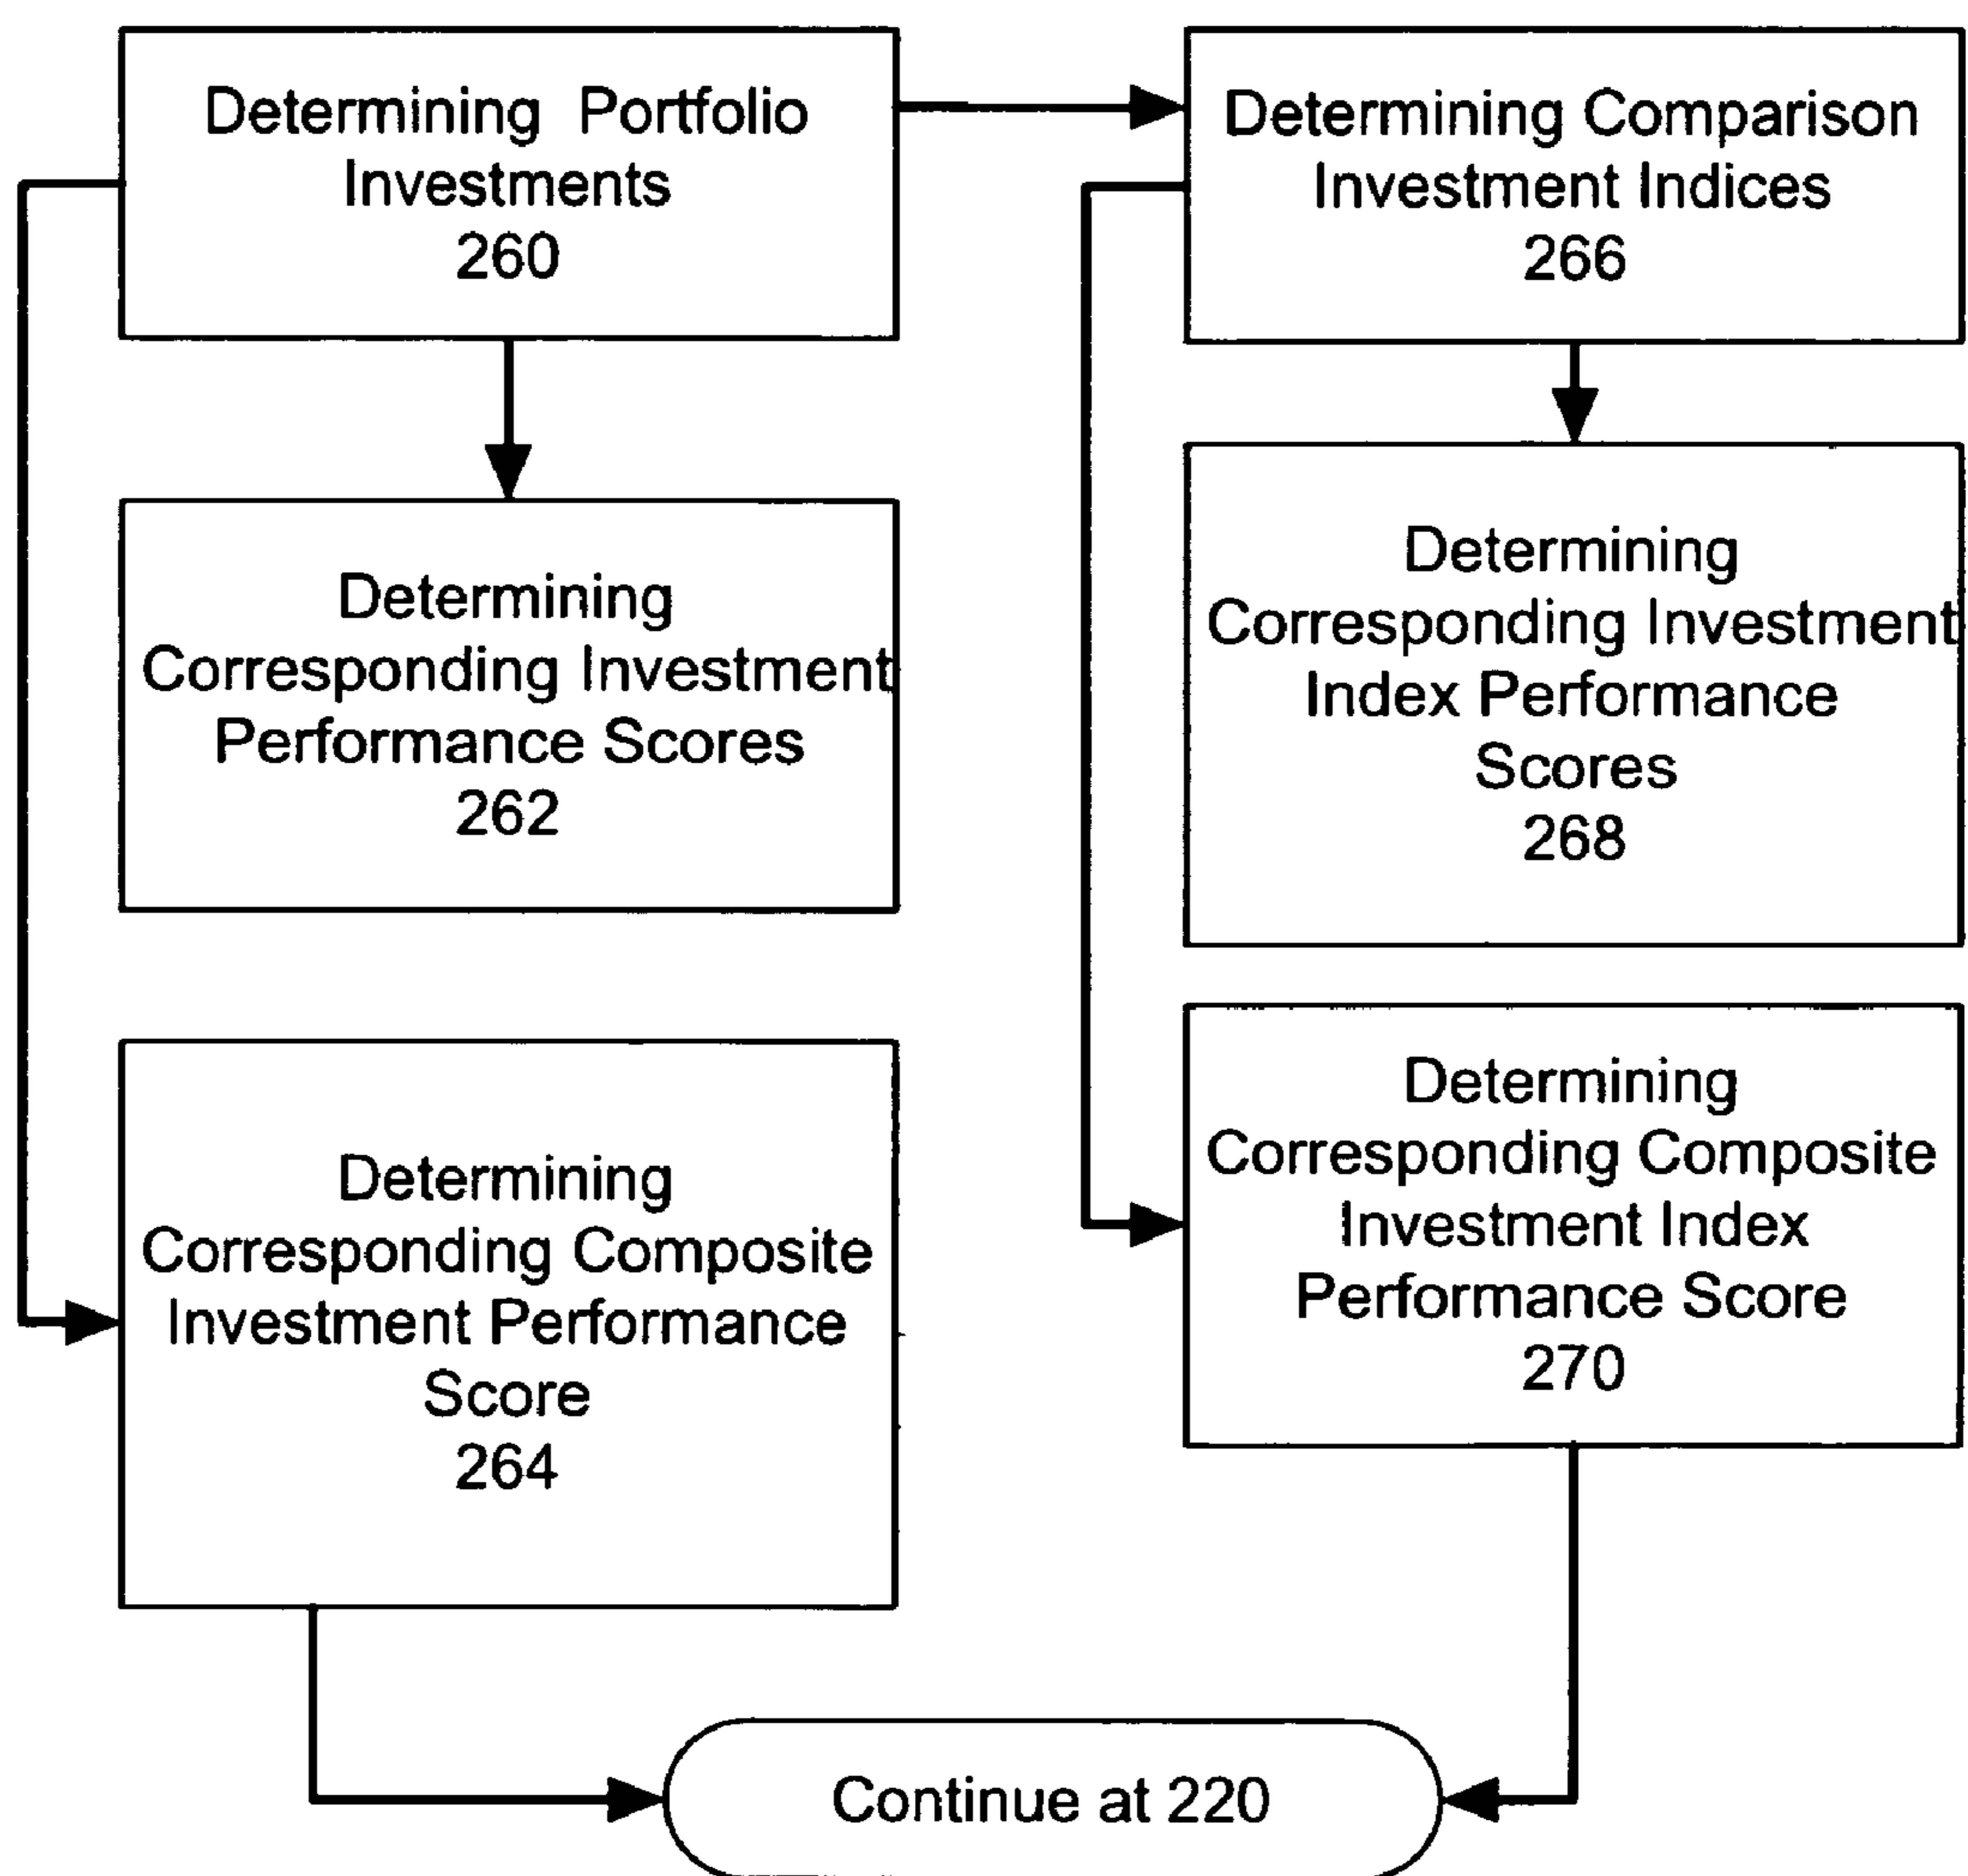 Determining Portfolio
Investments
260
Determining Comparison
Investment Indices
266
Determining
Corresponding Investment
Performance Scores
262
Determining
Corresponding Investment
Index Performance
Scores
268
Determining
Corresponding Composite
Investment Performance
Score
264
Determining
Corresponding Composite
Investment Index
Performance Score
270
Continue at 220